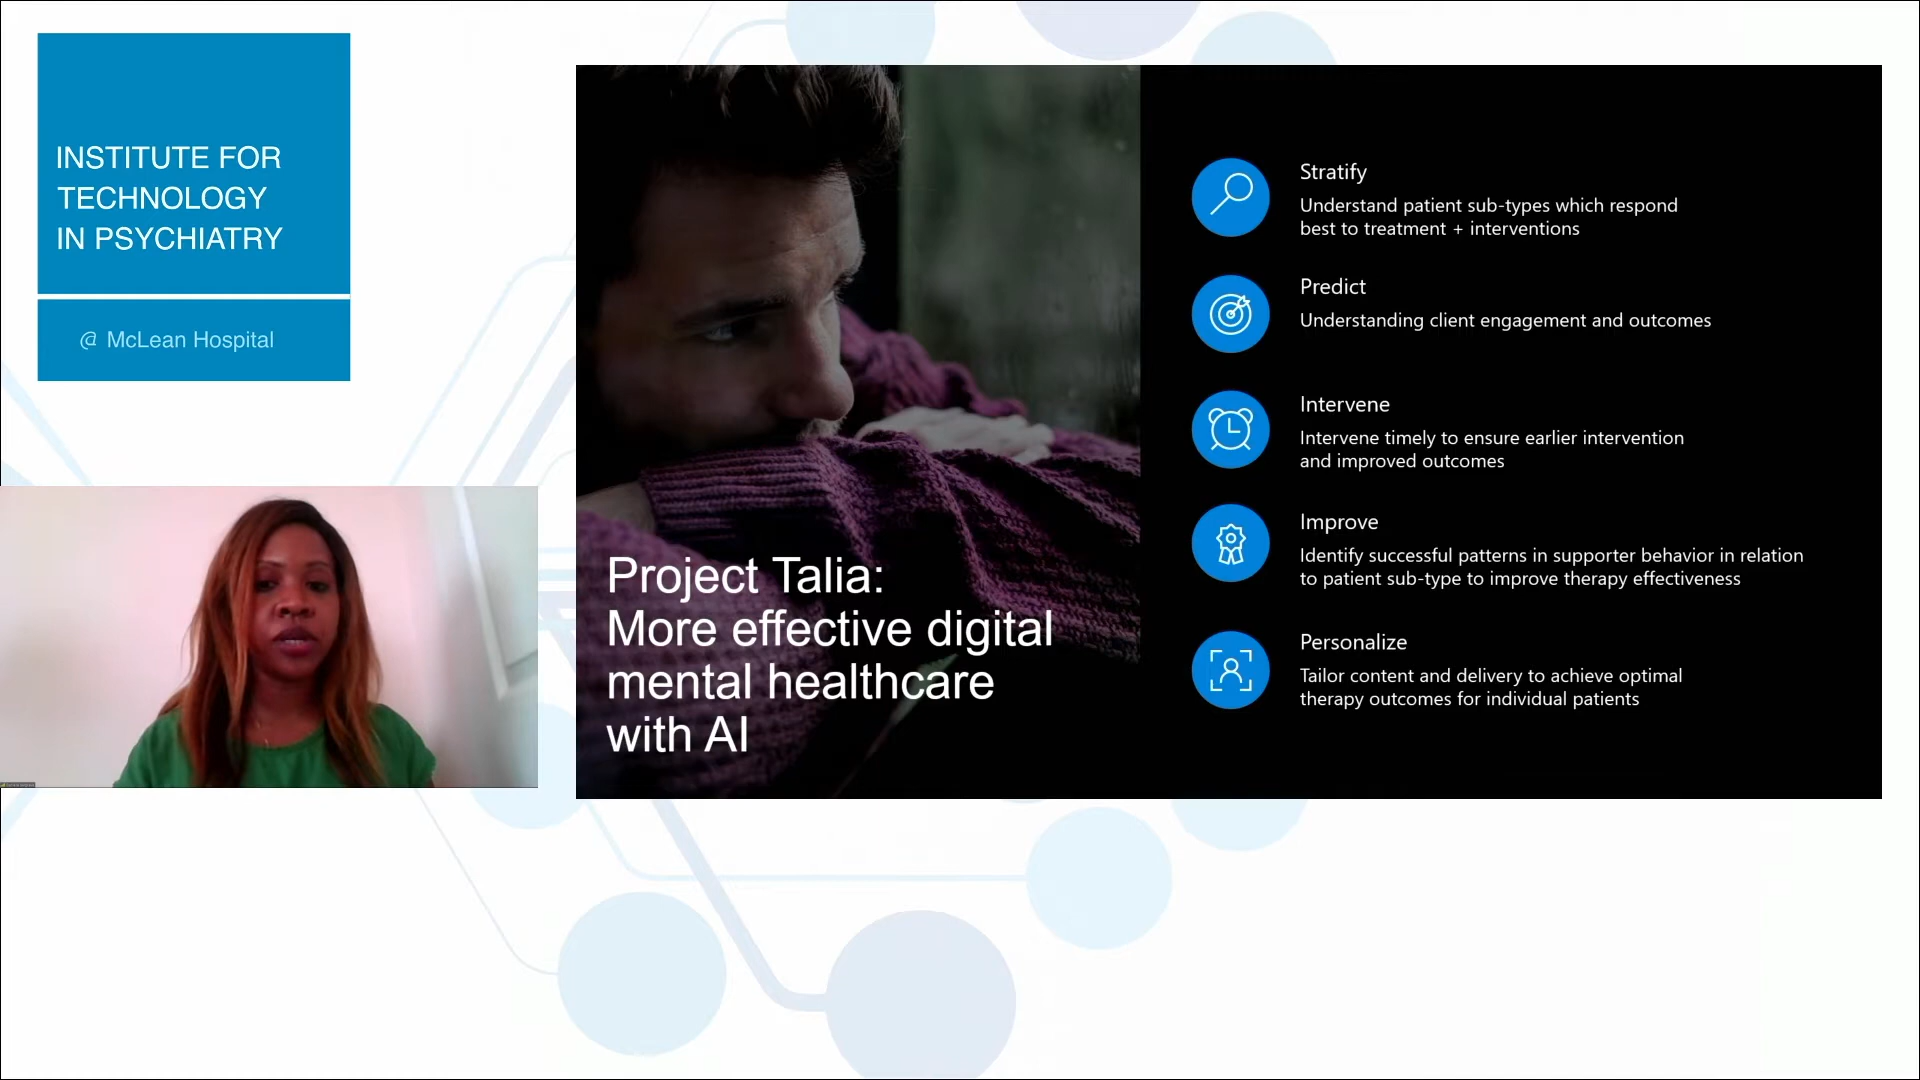 INSTITUTE FOR
TECHNOLOGY
IN PSYCHIATRY
@ McLean Hospital
Project Talia:
More effective digital
mental healthcare
with AI
Stratify
Understand patient sub-types which respond
best to treatment + interventions
Predict
Understanding client engagement and outcomes
Intervene
Intervene timely to ensure earlier intervention
and improved outcomes
Improve
Identify successful patterns in supporter behavior in relation
to patient sub-type to improve therapy effectiveness
Personalize
Tailor content and delivery to achieve optimal
therapy outcomes for individual patients